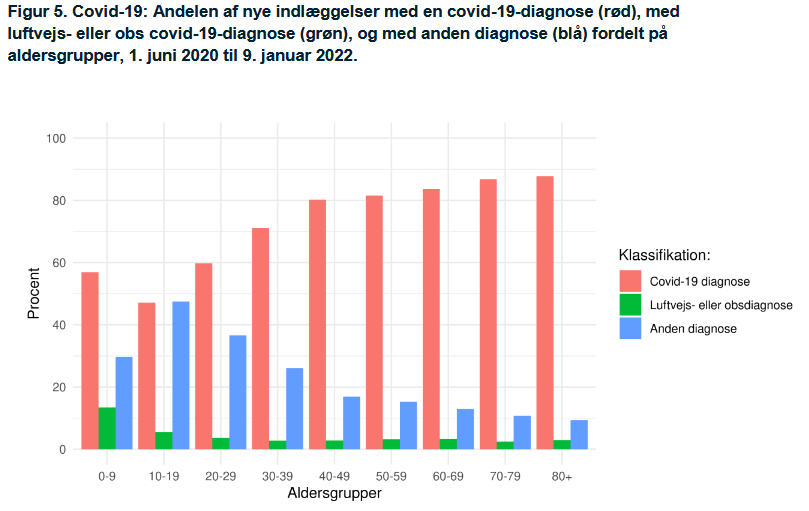 Figur 5. Covid-19: Andelen af nye indlæggelser med en covid-19-diagnose (rød), med
luftvejs- eller obs covid-19-diagnose (grøn), og med anden diagnose (blå) fordelt på
aldersgrupper, 1. juni 2020 til 9. januar 2022.
100
80
60
40
20
0
Procent
0-9
10-19
20-29
30-39
40-49
50-59
60-69
70-79
80+
Aldersgrupper
Klassifikation:
Covid-19 diagnose
Luftvejs- eller obsdiagnose
Anden diagnose